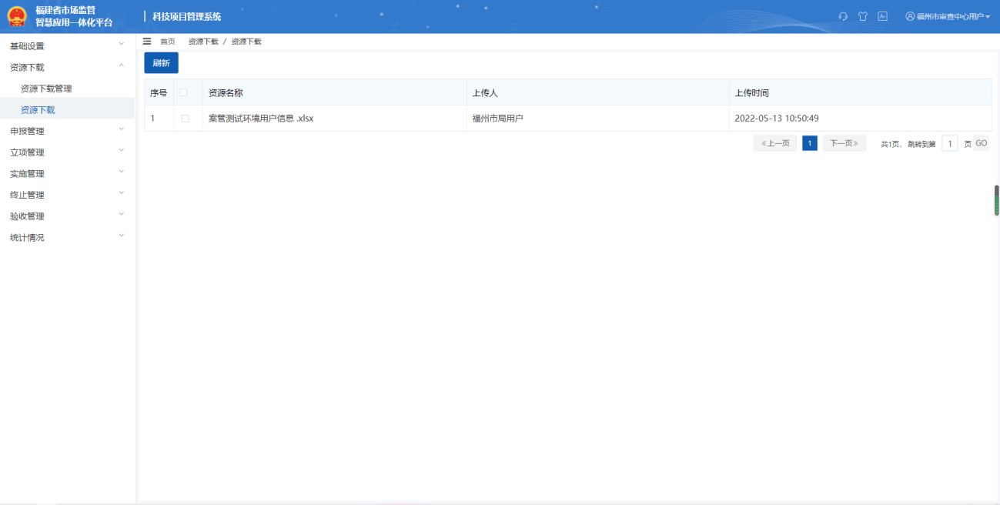 福建省市场监管
智慧应用一体化平台
科技项目管理系统
福州市审查中心用户
基础设置
资源下载
资源下载管理
资源下载
申报管理
立项管理
实施管理
终止管理
验收管理
统计情况
首页 资源下载 / 资源下载
刷新
序号 资源名称 上传人 上传时间
1 案管测试环境用户信息 .xlsx 福州市局用户 2022-05-13 10:50:49
《上一页 1 下一页》 共1页, 跳转到第 1 页 GO